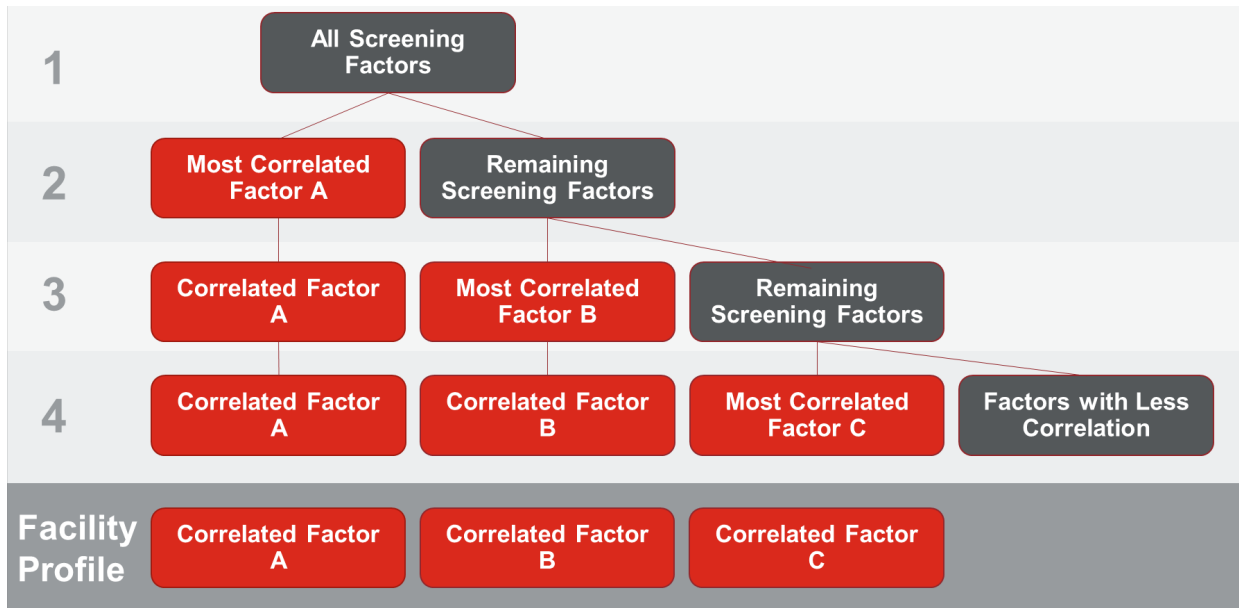 1
All Screening
Factors
2
Most Correlated
Factor A
Remaining
Screening Factors
3
Correlated Factor
A
Most Correlated
Factor B
Remaining
Screening Factors
4
Correlated Factor
A
Correlated Factor
B
Most Correlated
Factor C
Factors with Less
Correlation
Facility
Profile
Correlated Factor
A
Correlated Factor
B
Correlated Factor
C